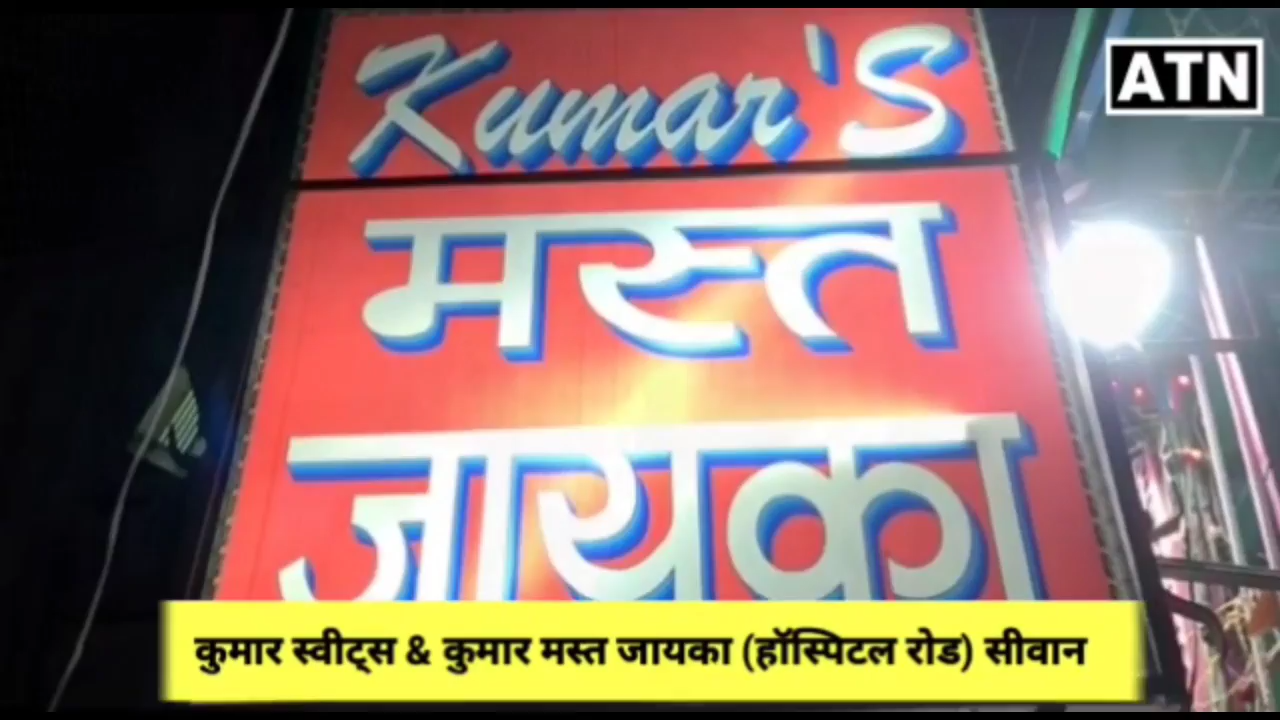 Kumar'S
ATN
मस्त
जायका
कुमार स्वीट्स & कुमार मस्त जायका (हॉस्पिटल रोड) सीवान